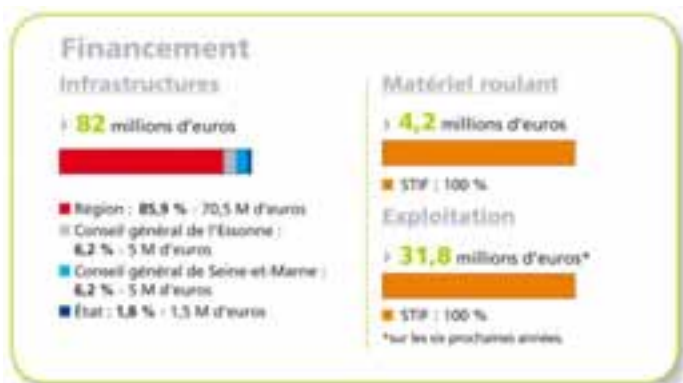 Financement
Infrastructures
› 82 millions d'euros
Région : 85,9 % - 70,5 M d'euros
Conseil général de l'Essonne :
6,2 % - 5 M d'euros
Conseil général de Seine-et-Marne :
6,2 % - 5 M d'euros
État : 1,8 % - 1,5 M d'euros
Matériel roulant
› 4,2 millions d'euros
STIF : 100 %
Exploitation
› 31,8 millions d'euros*
STIF : 100 %
*sur les six prochaines années